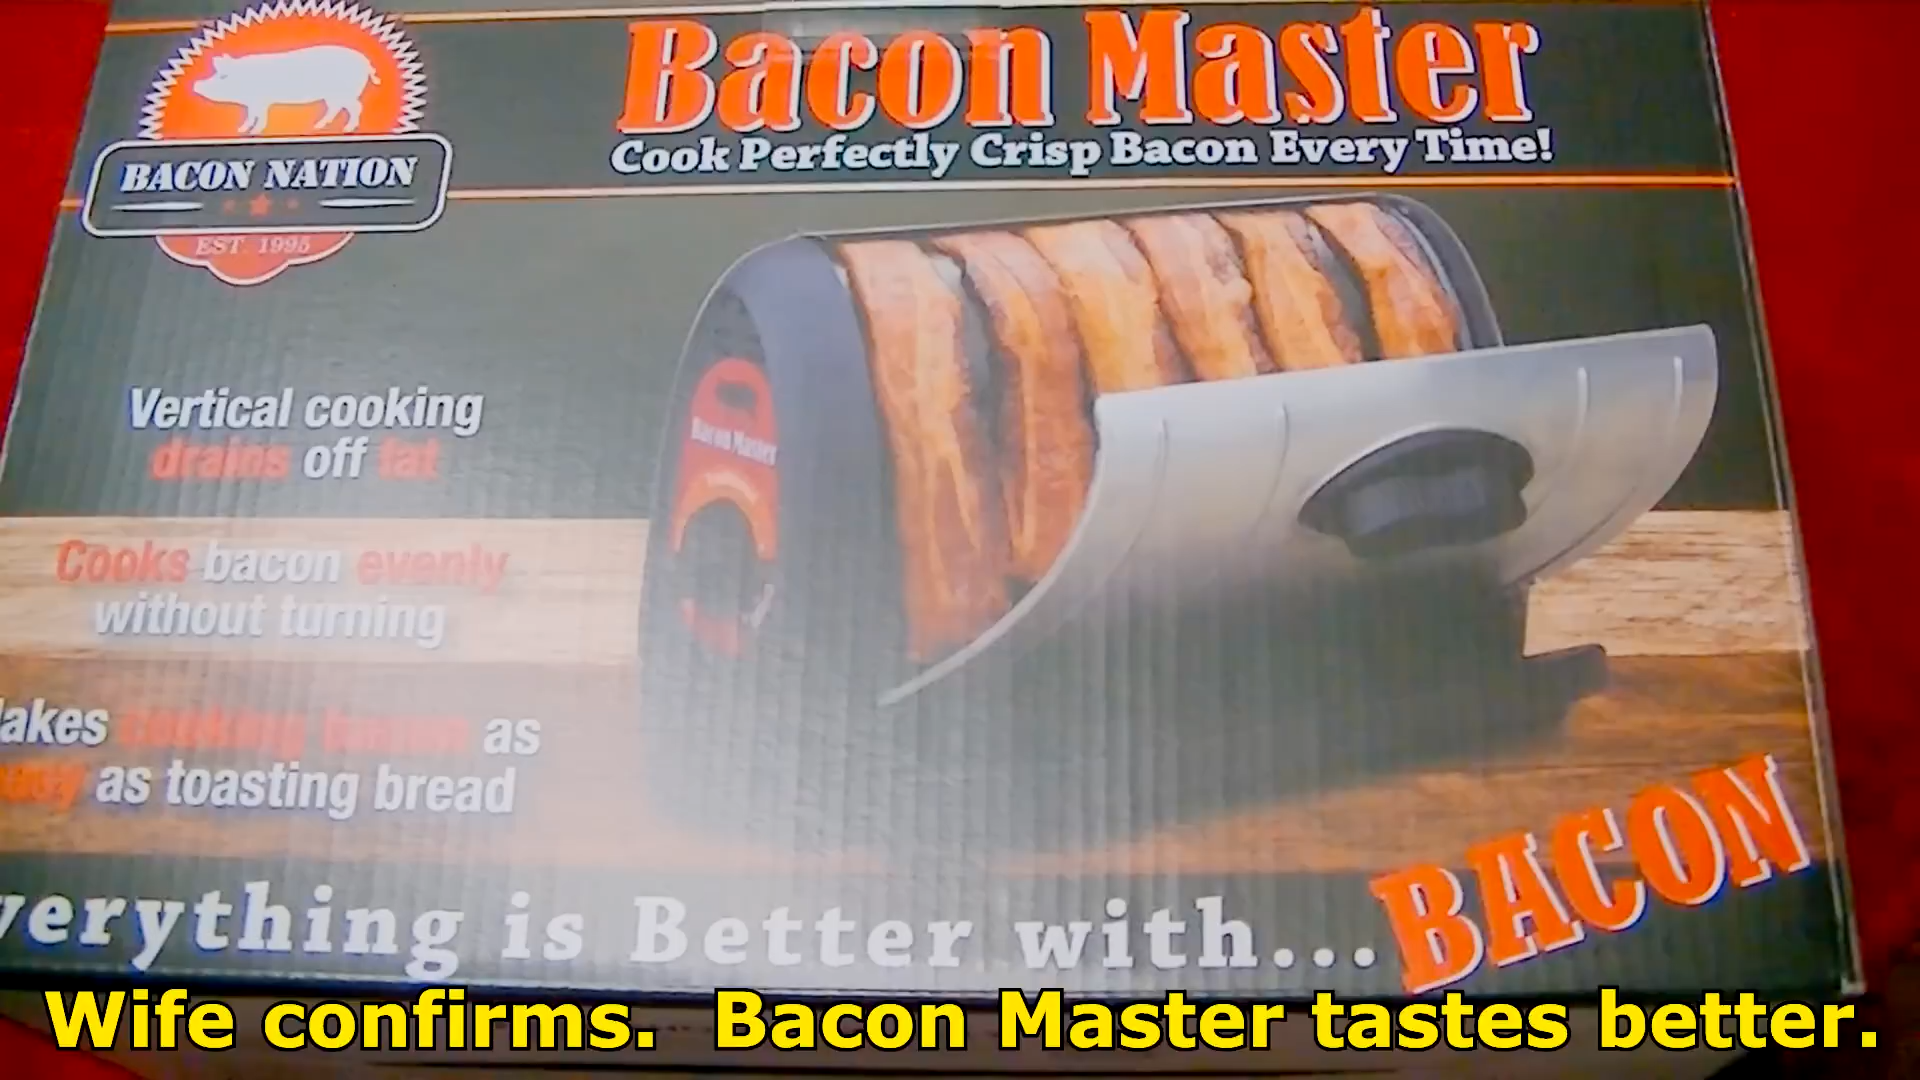 Bacon Master
Cook Perfectly Crisp Bacon Every Time!
BACON NATION
EST. 1995
Vertical cooking
drains off fat
Cooks bacon evenly
without turning
Bacon Master
akes cooking bacon as
as toasting bread
verything is Better with... BACON
Wife confirms. Bacon Master tastes better.